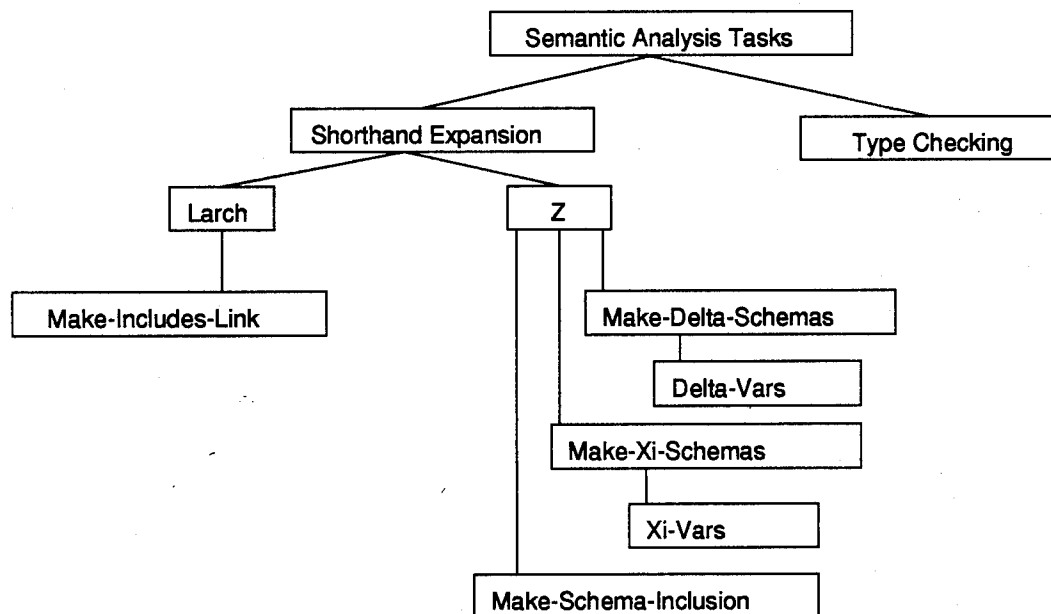 Semantic Analysis Tasks
Shorthand Expansion
Type Checking
Larch
Z
Make-Includes-Link
Make-Delta-Schemas
Delta-Vars
Make-Xi-Schemas
Xi-Vars
Make-Schema-Inclusion